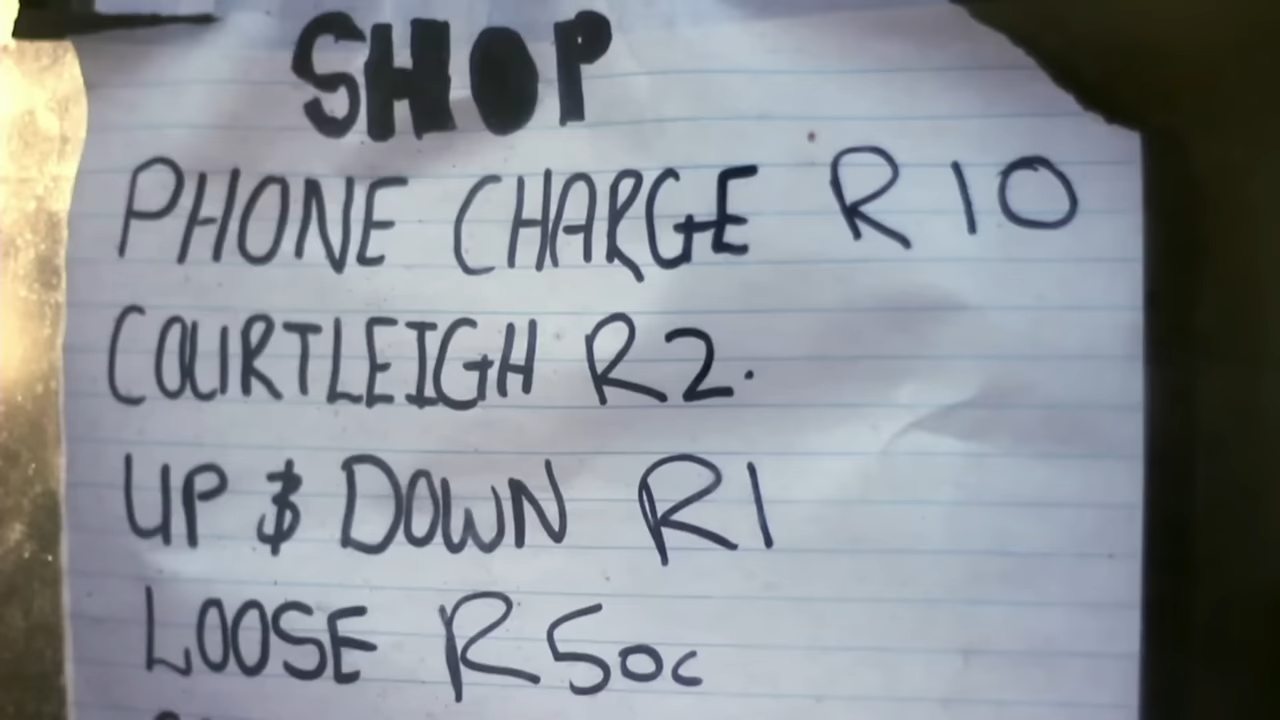 SHOP
PHONE CHARGE R10
COURTLEIGH R2.
UP $ DOWN R1
LOOSE R50c